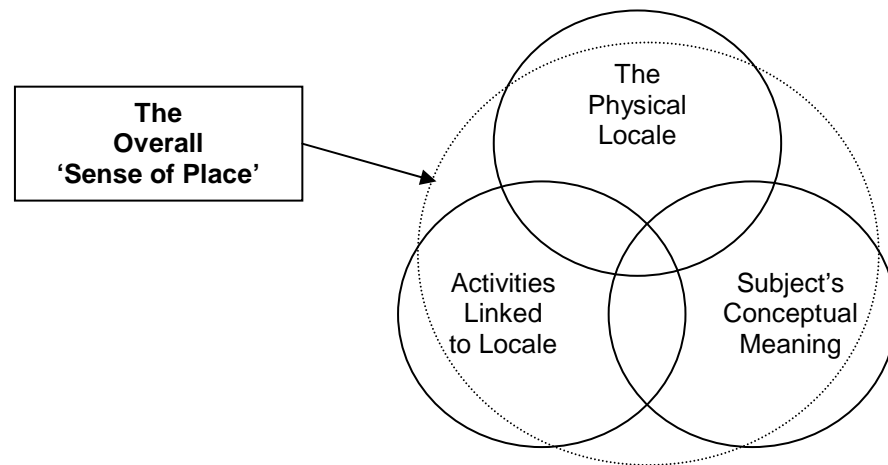 The
Overall
‘Sense of Place’
The
Physical
Locale
Activities
Linked
to Locale
Subject’s
Conceptual
Meaning